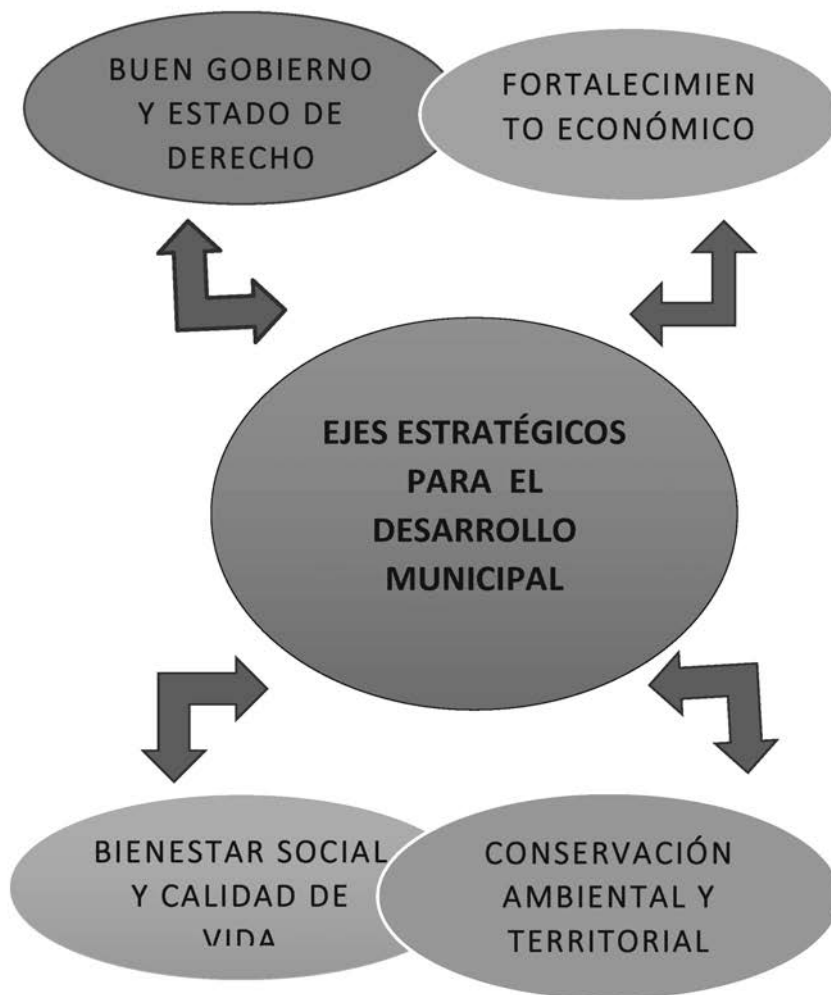 BUEN GOBIERNO
Y ESTADO DE
DERECHO
FORTALECIMIEN
TO ECONÓMICO
EJES ESTRATÉGICOS
PARA EL
DESARROLLO
MUNICIPAL
BIENESTAR SOCIAL
Y CALIDAD DE
VIDA
CONSERVACIÓN
AMBIENTAL Y
TERRITORIAL